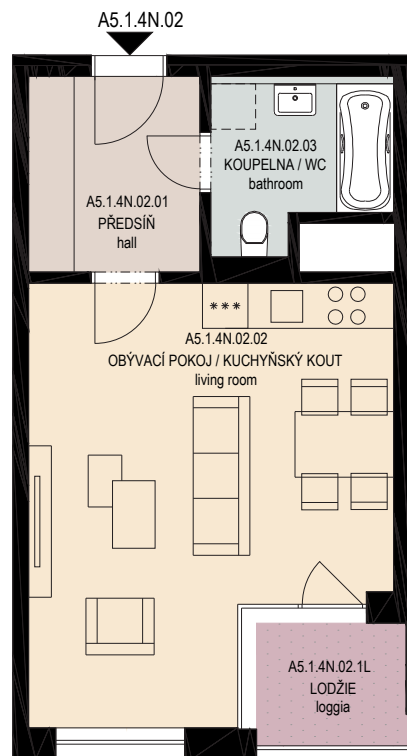 A5.1.4N.02
A5.1.4N.02.03
KOUPELNA / WC
bathroom
A5.1.4N.02.01
PŘEDSÍŇ
hall
***
A5.1.4N.02.02
OBÝVACÍ POKOJ / KUCHYŇSKÝ KOUT
living room
A5.1.4N.02.1L
LODŽIE
loggia